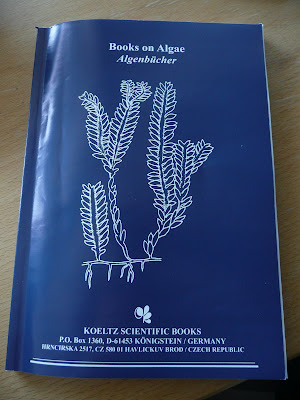 Books on Algae
Algenbücher
KOELTZ SCIENTIFIC BOOKS
P.O. Box 1360, D-61453 KÖNIGSTEIN / GERMANY
HRNCIRSKA 2517, CZ 580 01 HAVLICKUV BROD / CZECH REPUBLIC